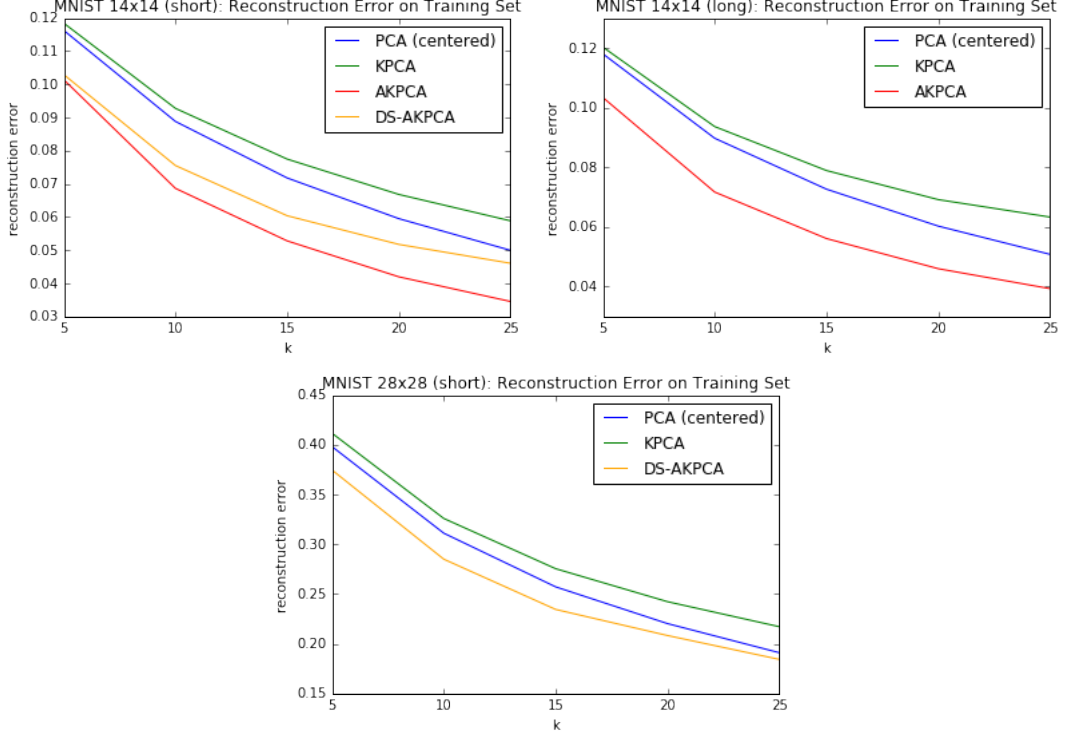 MNIST 14x14 (short): Reconstruction Error on Training Set
0.12
0.11
0.10
0.09
0.08
0.07
0.06
0.05
0.04
0.03
reconstruction error
PCA (centered)
KPCA
AKPCA
DS-AKPCA
5
10
15
20
25
k
MNIST 14x14 (long): Reconstruction Error on Training Set
0.12
0.10
0.08
0.06
0.04
reconstruction error
PCA (centered)
KPCA
AKPCA
5
10
15
20
25
k
MNIST 28x28 (short): Reconstruction Error on Training Set
0.45
0.40
0.35
0.30
0.25
0.20
0.15
reconstruction error
PCA (centered)
KPCA
DS-AKPCA
5
10
15
20
25
k